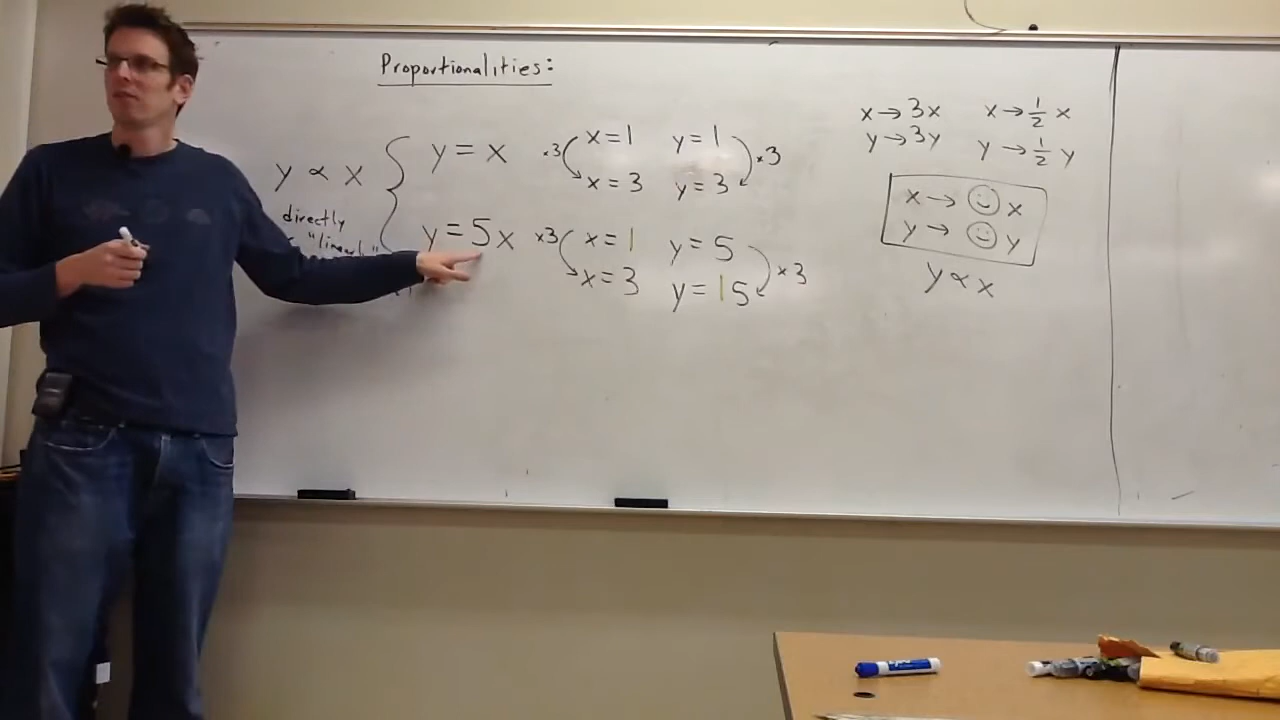 Proportionalities:
y ∝ x
directly
"linearl"
y = x
×3
x = 1
y = 1
×3
x = 3
y = 3
y = 5x
×3
x = 1
y = 5
×3
x = 3
y = 15
x → 3x
y → 3y
x → 1/2 x
y → 1/2 y
x → ☺ x
y → ☺ y
y ∝ x